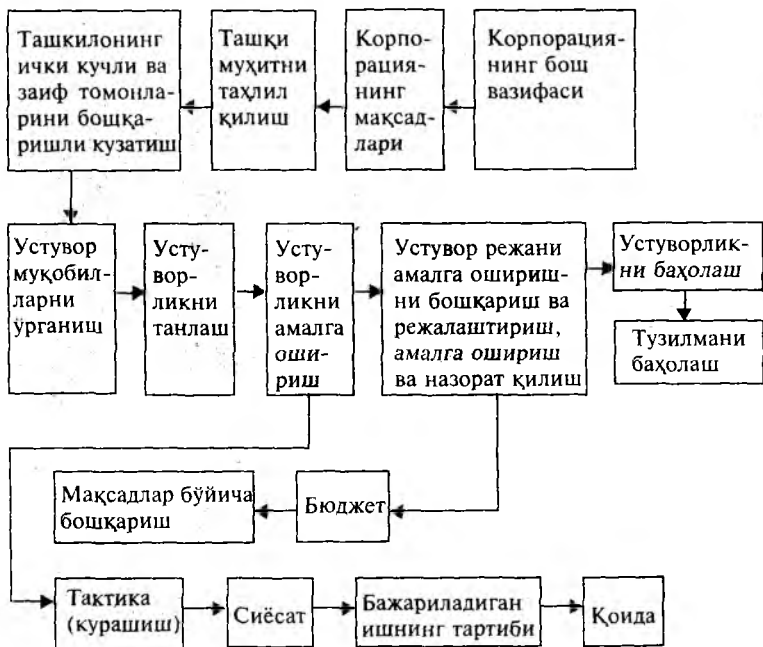 Ташкилонинг
ички кучли ва
заиф томонла-
рини бошқа-
ришли кузатиш
Ташқи
муҳитни
таҳлил
қилиш
Корпо-
рация-
нинг
мақсад-
лари
Корпорация-
нинг бош
вазифаси
Устувор
муқобил-
ларни
ўрганиш
Усту-
вор-
ликни
танлаш
Усту-
вор-
ликни
амалга
оши-
риш
Устувор режани
амалга ошириш-
ни бошқариш ва
режалаштириш,
амалга ошириш
ва назорат қилиш
Устуворлик-
ни баҳолаш
Тузилмани
баҳолаш
Мақсадлар бўйича
бошқариш
Бюджет
Тактика
(курашиш)
Сиёсат
Бажариладиган
ишнинг тартиби
Қоида